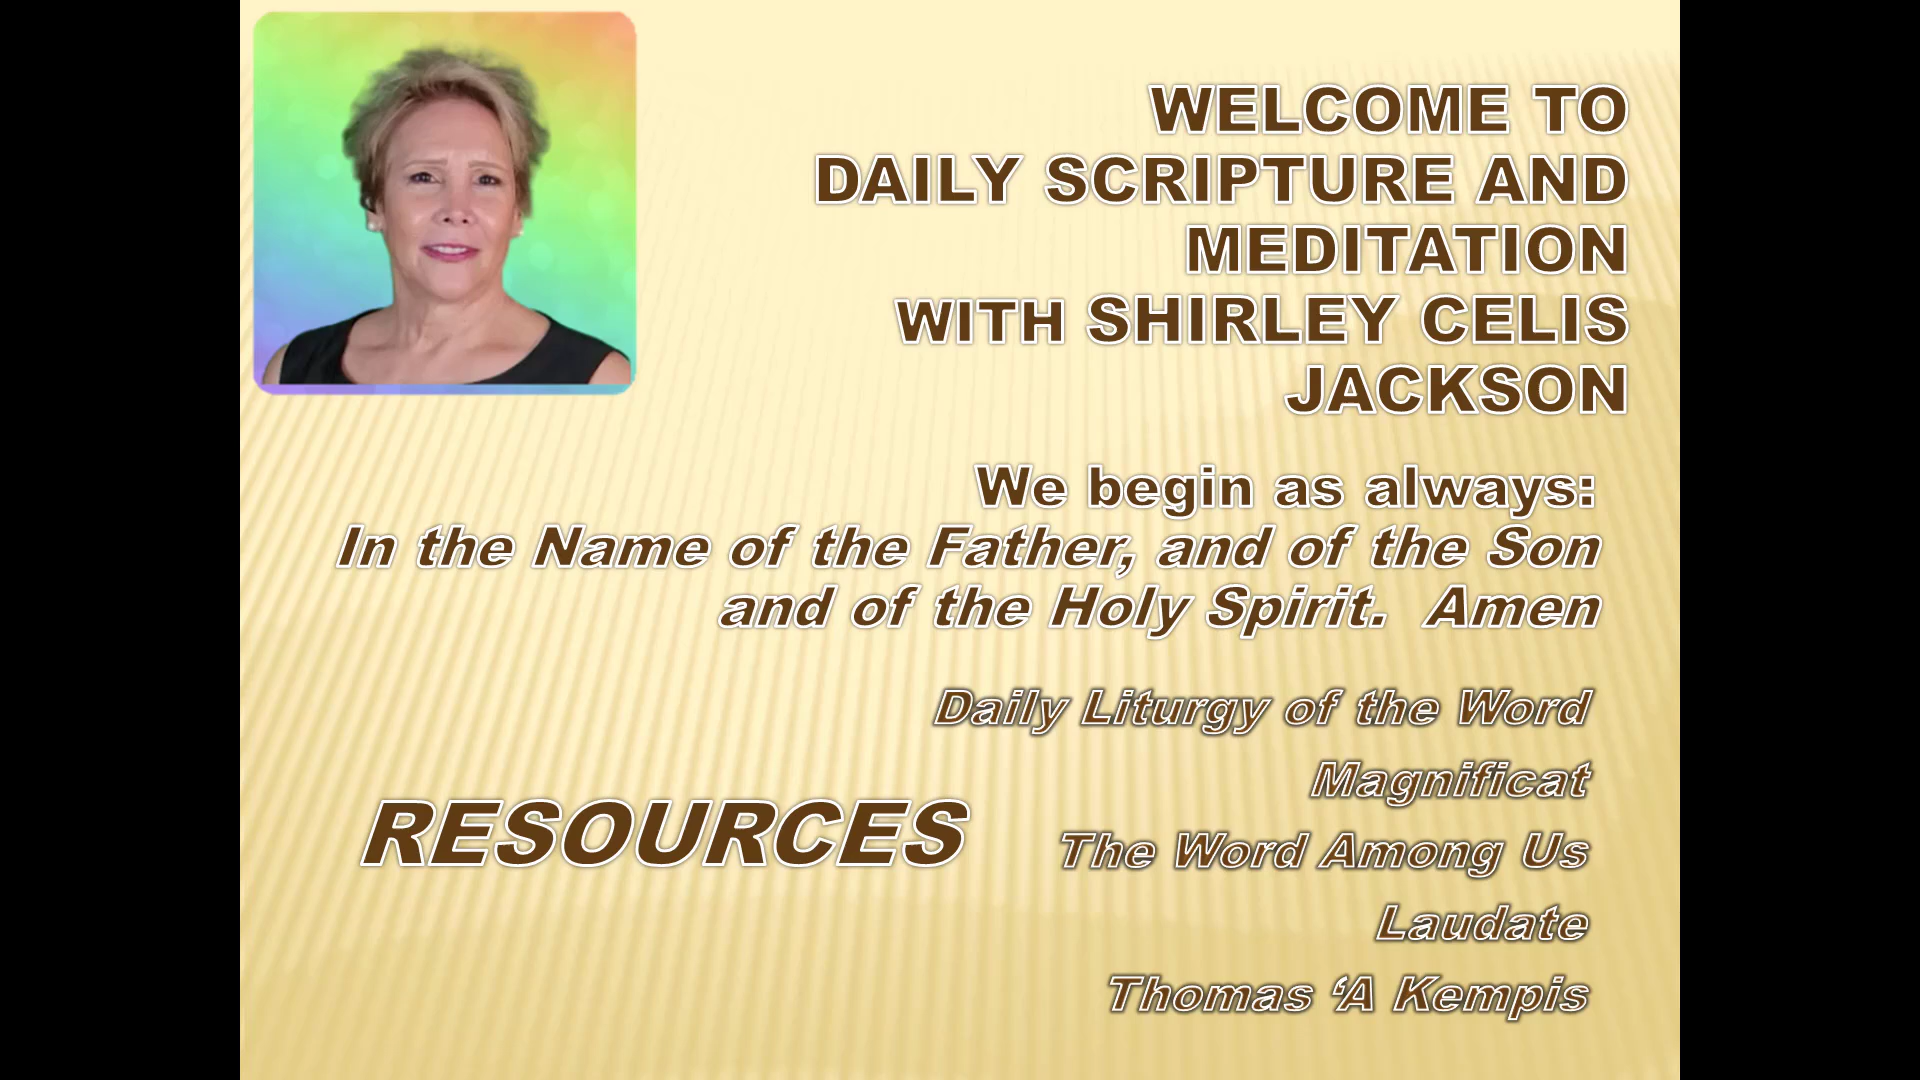 WELCOME TO
DAILY SCRIPTURE AND
MEDITATION
WITH SHIRLEY CELIS
JACKSON
We begin as always:
In the Name of the Father, and of the Son
and of the Holy Spirit.  Amen
RESOURCES
Daily Liturgy of the Word
Magnificat
The Word Among Us
Laudate
Thomas ‘A Kempis